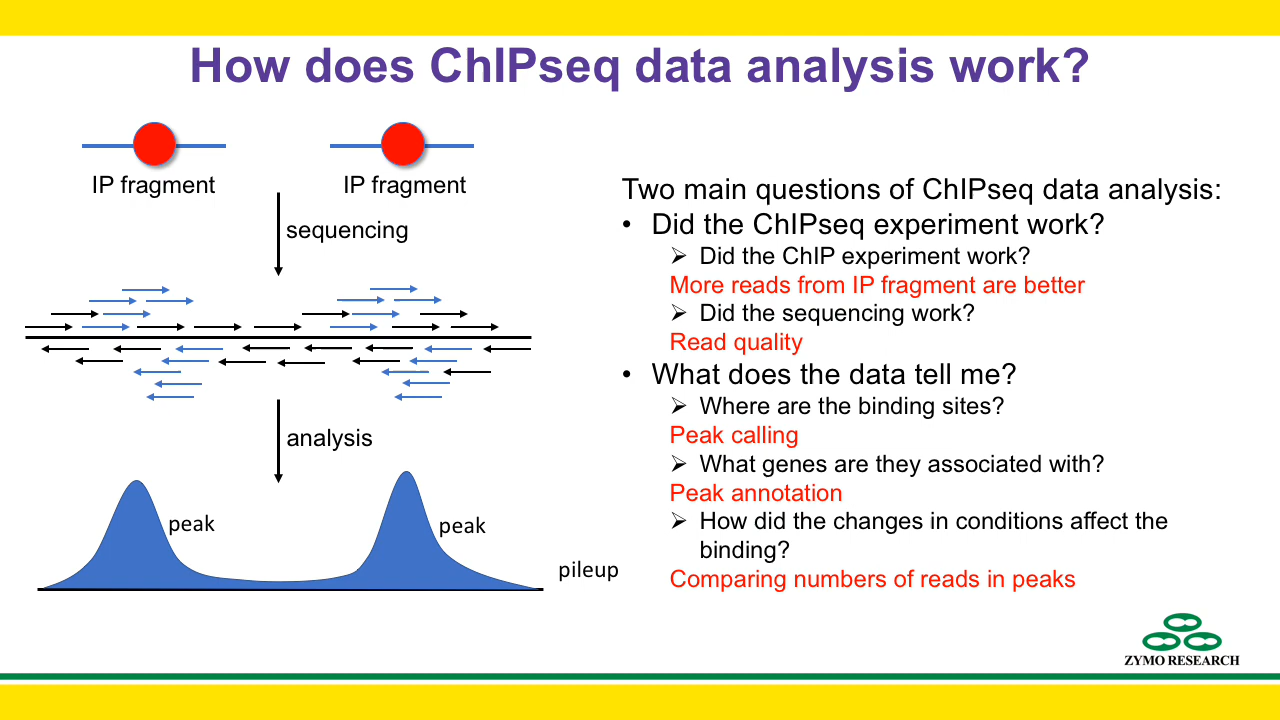 How does ChIPseq data analysis work?
IP fragment
IP fragment
sequencing
analysis
peak
peak
pileup
Two main questions of ChIPseq data analysis:
• Did the ChIPseq experiment work?
➢ Did the ChIP experiment work?
More reads from IP fragment are better
➢ Did the sequencing work?
Read quality
• What does the data tell me?
➢ Where are the binding sites?
Peak calling
➢ What genes are they associated with?
Peak annotation
➢ How did the changes in conditions affect the
binding?
Comparing numbers of reads in peaks
ZYMO RESEARCH